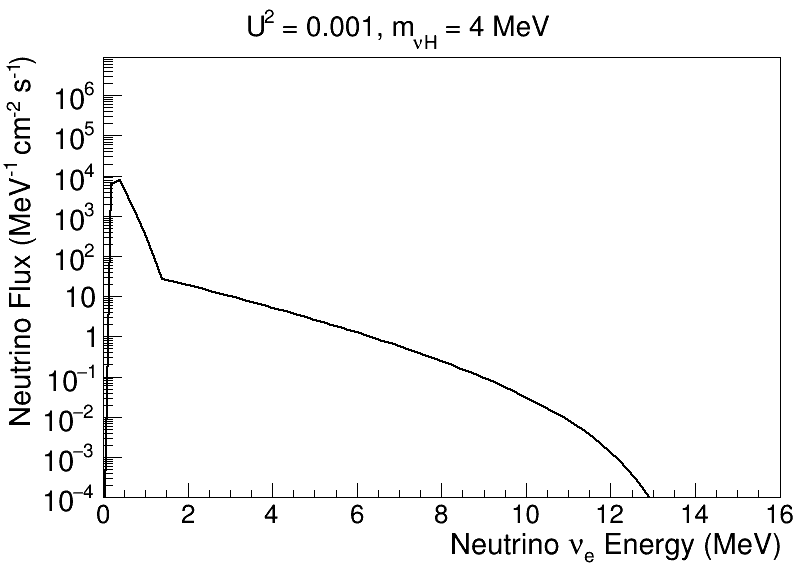 U² = 0.001, m_νH = 4 MeV
Neutrino Flux (MeV⁻¹ cm⁻² s⁻¹)
10⁶
10⁵
10⁴
10³
10²
10
1
10⁻¹
10⁻²
10⁻³
10⁻⁴
0 2 4 6 8 10 12 14 16
Neutrino ν_e Energy (MeV)